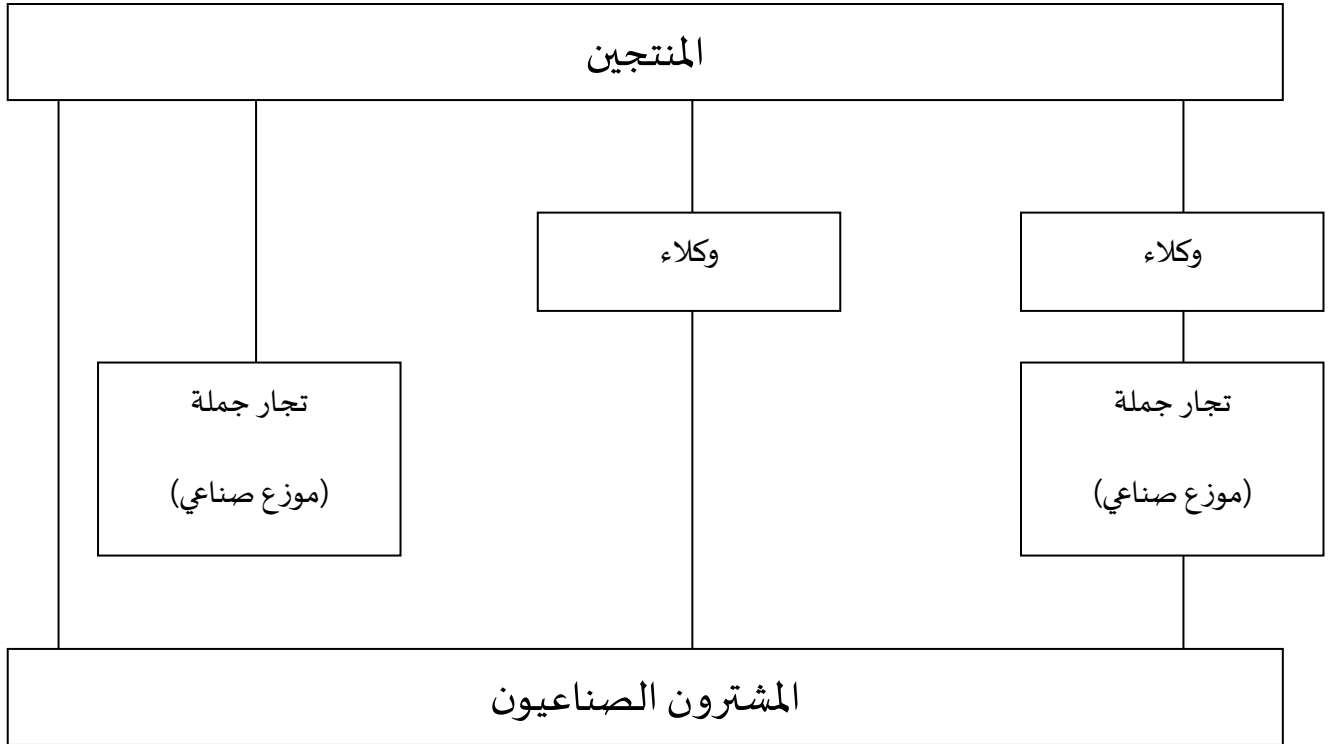 المنتجين
وكلاء
وكلاء
تجار جملة
(موزع صناعي)
تجار جملة
(موزع صناعي)
المشترون الصناعيون